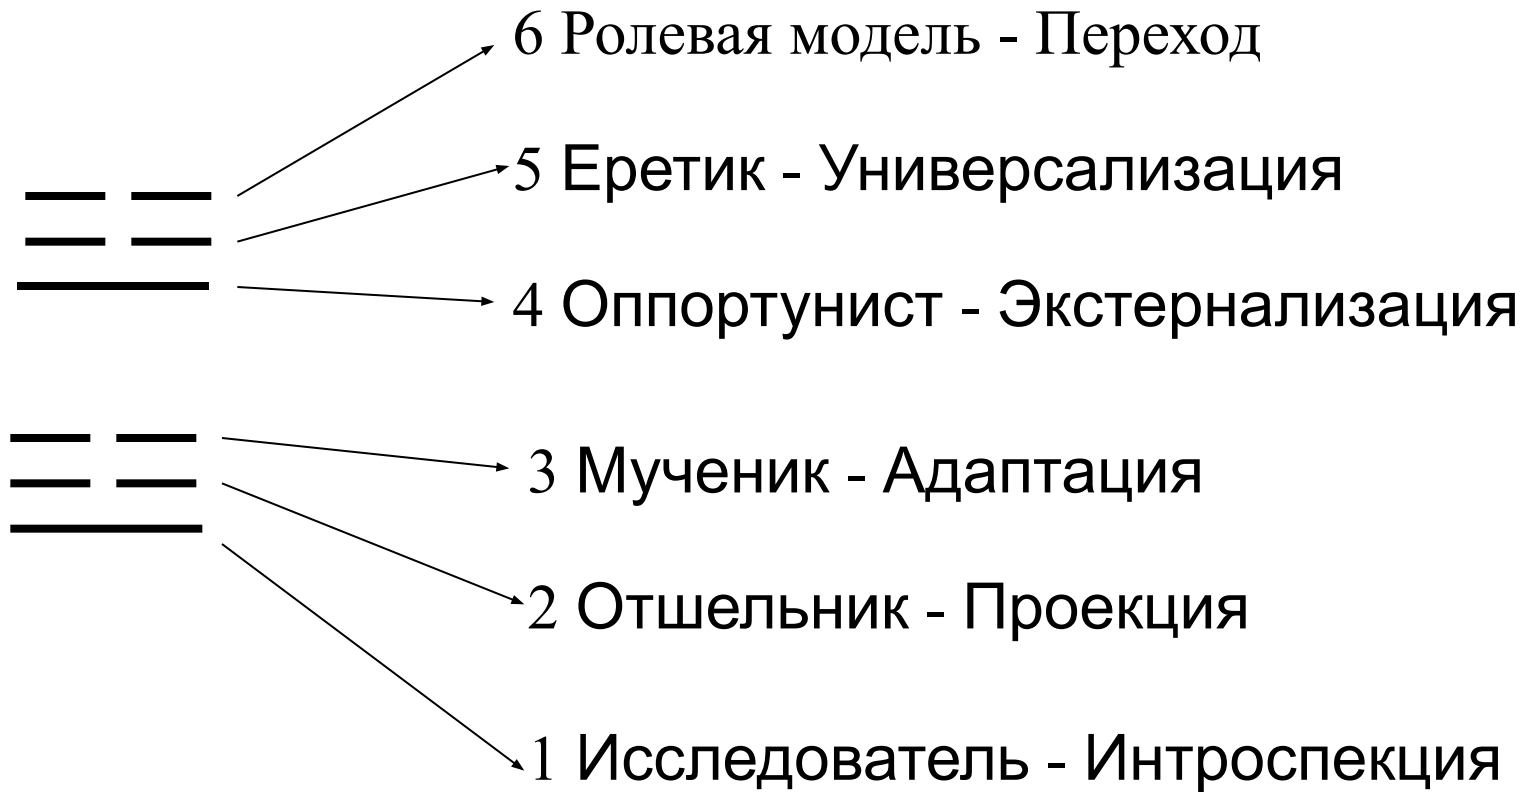 6 Ролевая модель - Переход
5 Еретик - Универсализация
4 Оппортунист - Экстернализация
3 Мученик - Адаптация
2 Отшельник - Проекция
1 Исследователь - Интроспекция